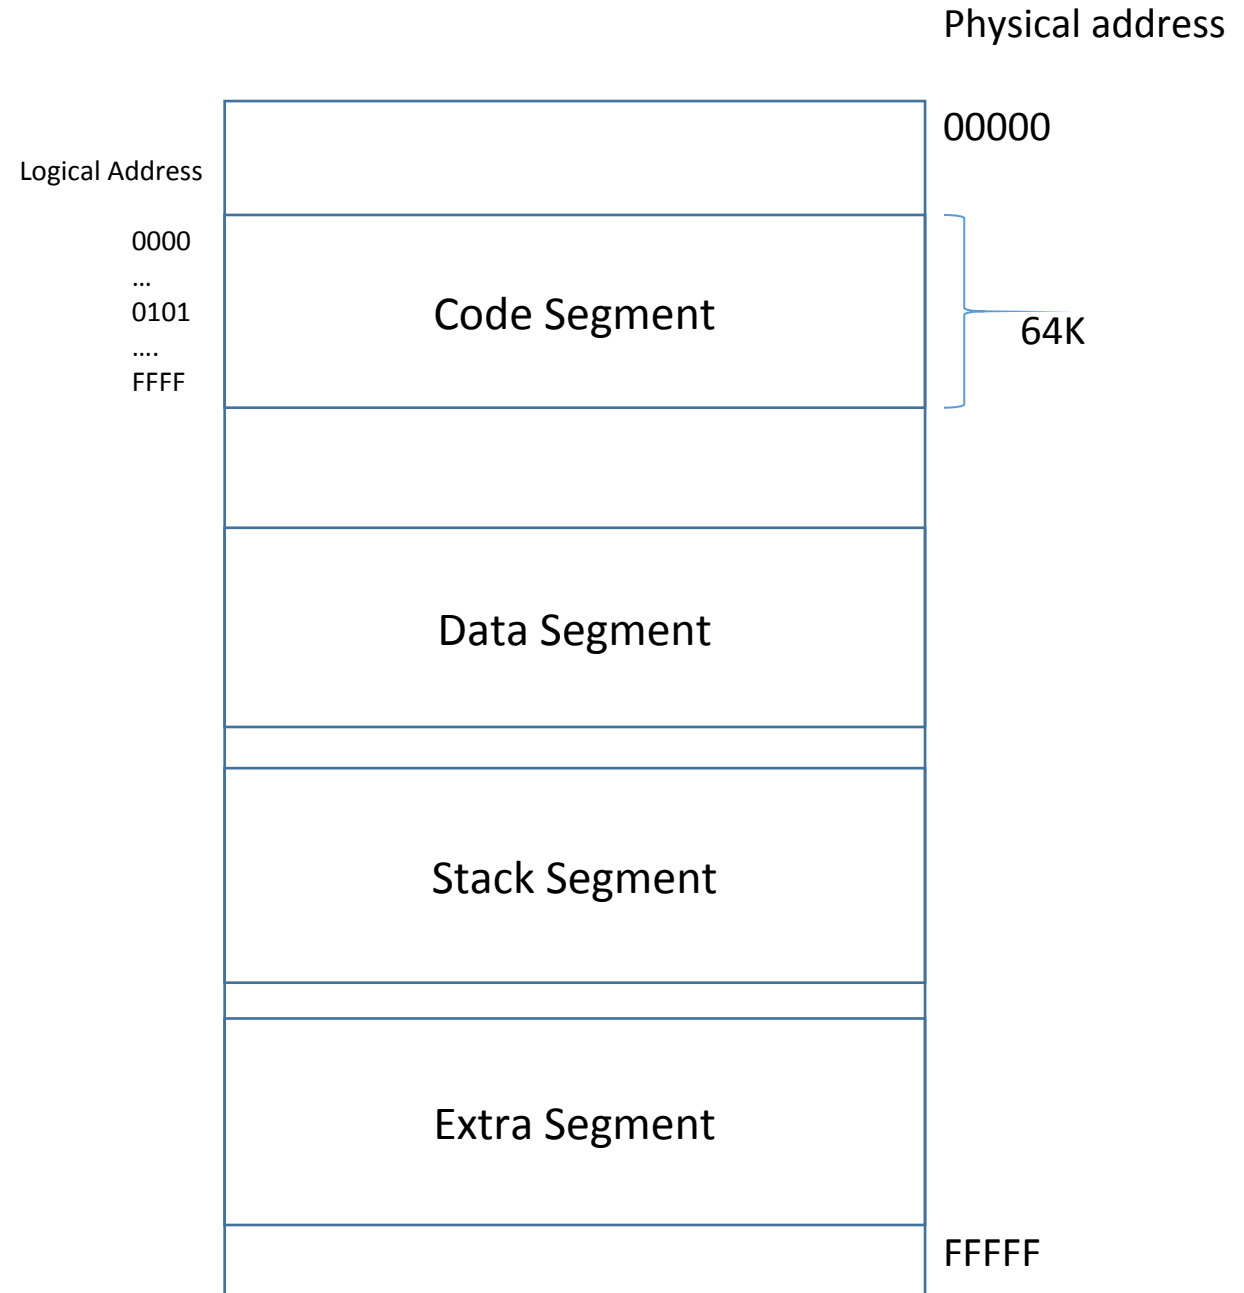 Physical address
00000
Logical Address
0000
...
0101
....
FFFF
Code Segment
64K
Data Segment
Stack Segment
Extra Segment
FFFFF